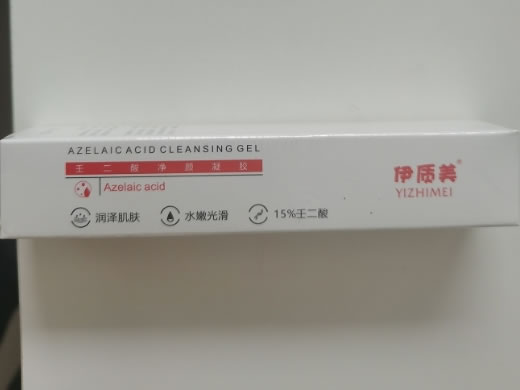 AZELAIC ACID CLEANSING GEL
壬二酸净颜凝胶
Azelaic acid
润泽肌肤 水嫩光滑 15%壬二酸
伊质美®
YIZHIMEI